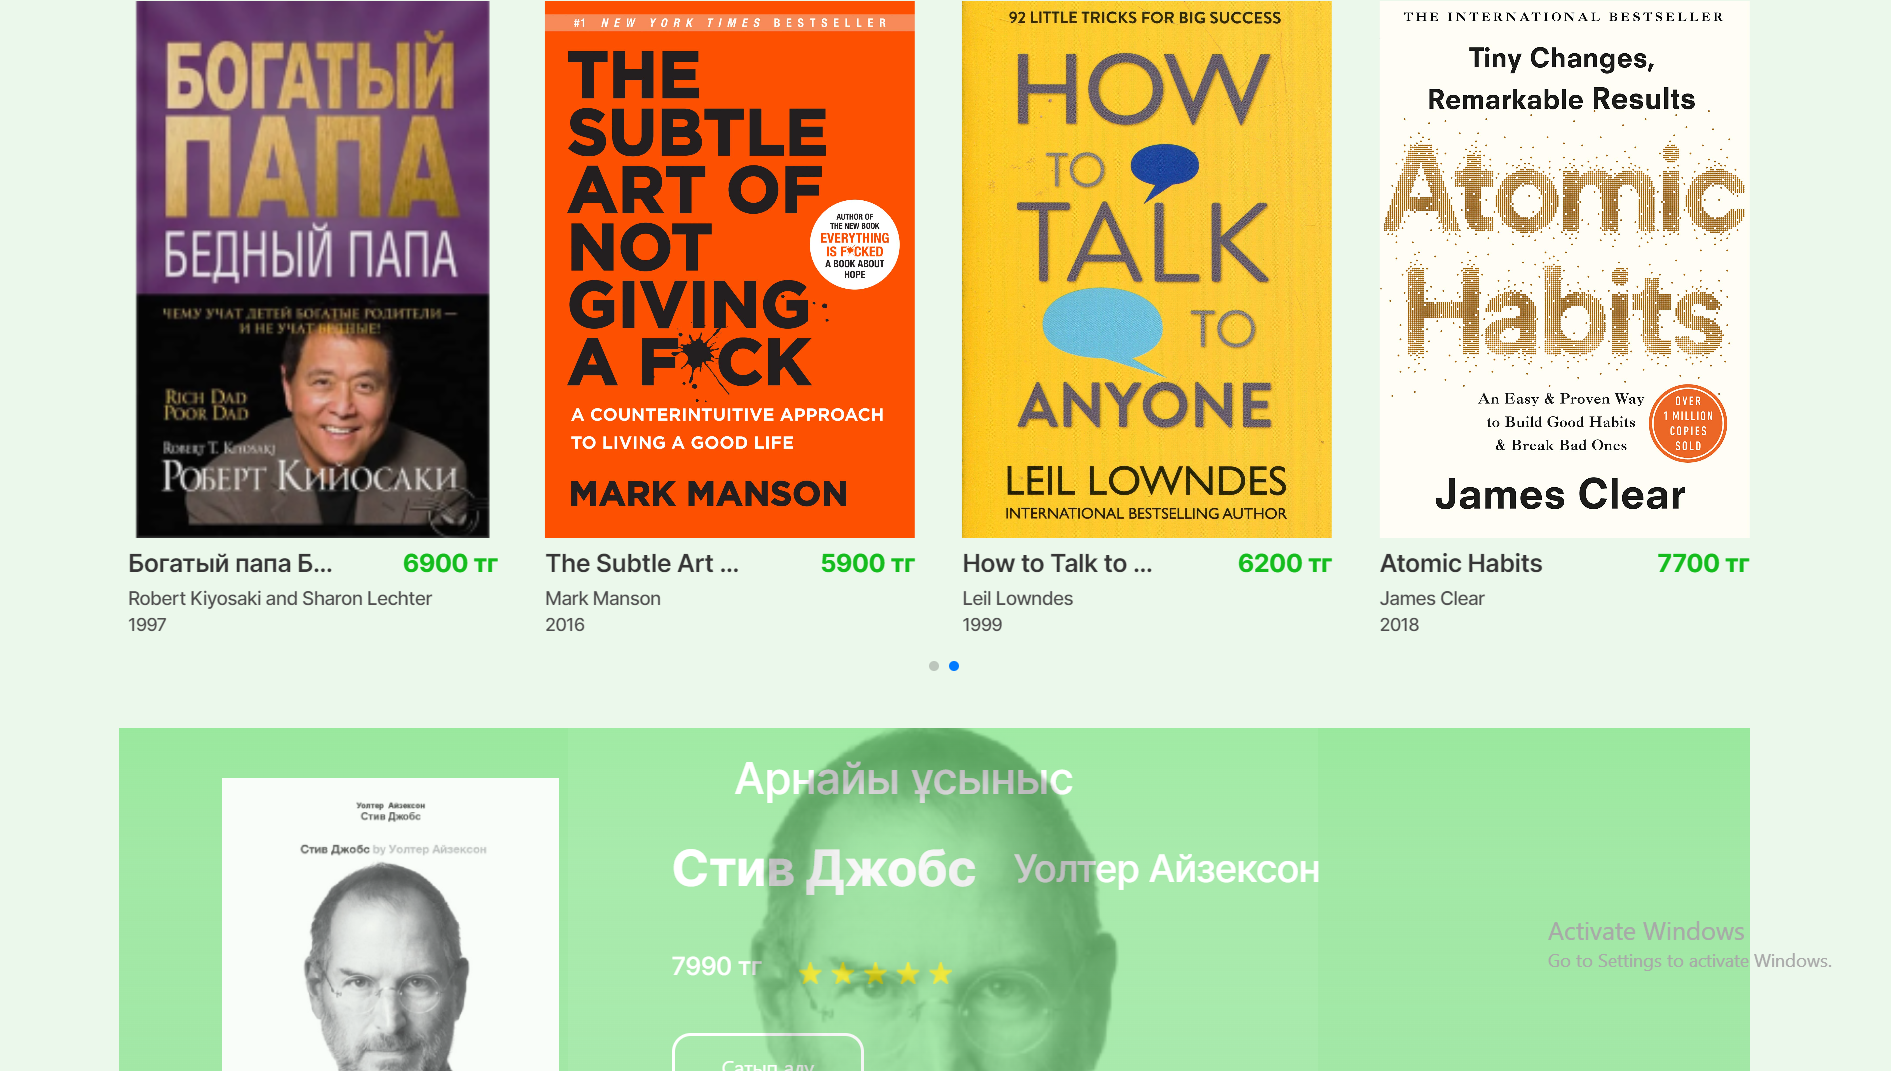 БОГАТЫЙ
ПАПА
БЕДНЫЙ ПАПА
ЧЕМУ УЧАТ ДЕТЕЙ БОГАТЫЕ РОДИТЕЛИ —
И НЕ УЧАТ БЕДНЫЕ!
RICH DAD
POOR DAD
ROBERT T. KIYOSAKI
РОБЕРТ КИЙОСАКИ
#1 NEW YORK TIMES BESTSELLER
THE
SUBTLE
ART OF
NOT
GIVING
A F*CK
AUTHOR OF
THE NEW BOOK
EVERYTHING
IS F*CKED
A BOOK ABOUT
HOPE
A COUNTERINTUITIVE APPROACH
TO LIVING A GOOD LIFE
MARK MANSON
92 LITTLE TRICKS FOR BIG SUCCESS
HOW
TO
TALK
TO
ANYONE
LEIL LOWNDES
INTERNATIONAL BESTSELLING AUTHOR
THE INTERNATIONAL BESTSELLER
Tiny Changes,
Remarkable Results
Atomic
Habits
An Easy & Proven Way
to Build Good Habits
& Break Bad Ones
OVER
1 MILLION
COPIES
SOLD
James Clear
Богатый папа Б... 6900 тг
Robert Kiyosaki and Sharon Lechter
1997
The Subtle Art ... 5900 тг
Mark Manson
2016
How to Talk to ... 6200 тг
Leil Lowndes
1999
Atomic Habits 7700 тг
James Clear
2018
Уолтер Айзексон
Стив Джобс
Стив Джобс by Уолтер Айзексон
Арнайы ұсыныс
Стив Джобс Уолтер Айзексон
7990 тг
Сатып алу
Activate Windows
Go to Settings to activate Windows.